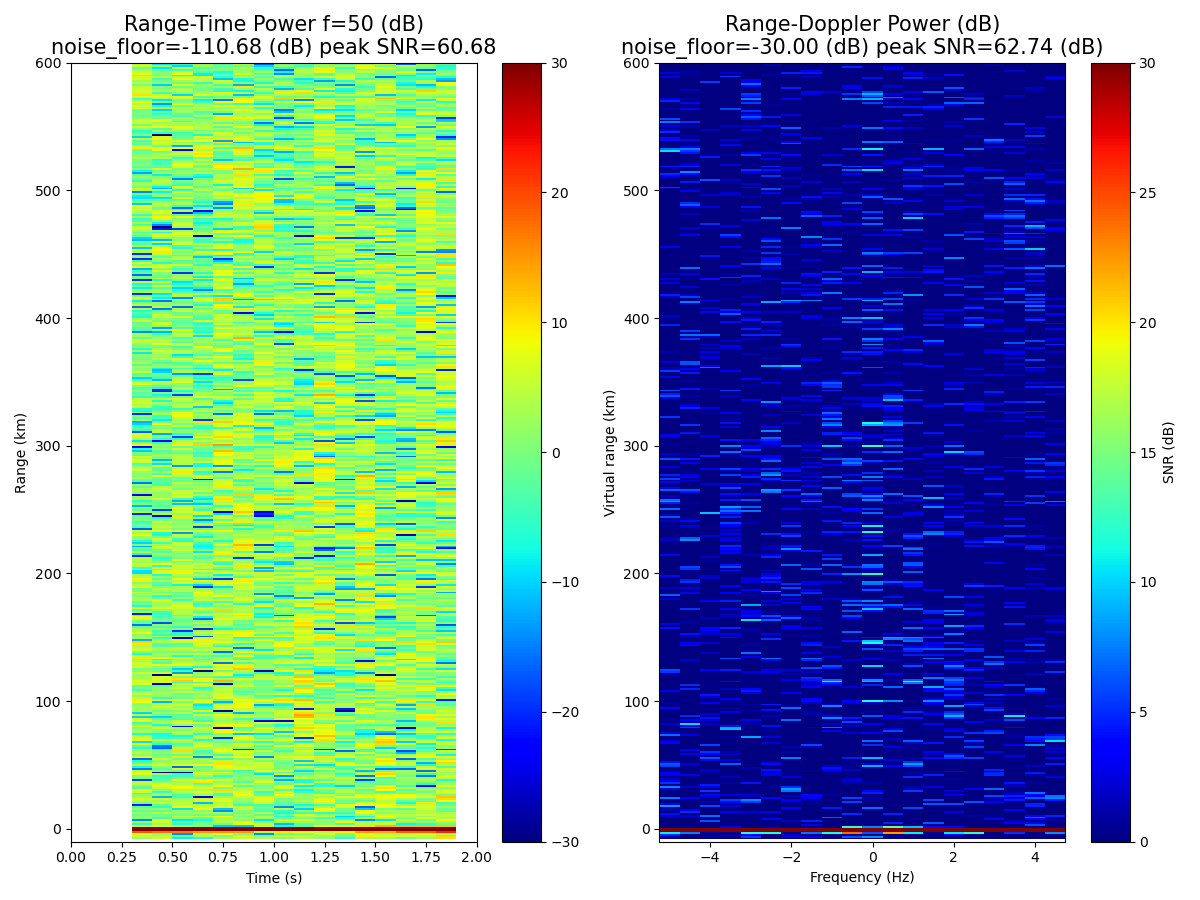 Range-Time Power f=50 (dB)
noise_floor=-110.68 (dB) peak SNR=60.68
Range (km)
600
500
400
300
200
100
0
0.00 0.25 0.50 0.75 1.00 1.25 1.50 1.75 2.00
Time (s)
30
20
10
0
−10
−20
−30
Range-Doppler Power (dB)
noise_floor=-30.00 (dB) peak SNR=62.74 (dB)
Virtual range (km)
600
500
400
300
200
100
0
−4 −2 0 2 4
Frequency (Hz)
30
25
20
15
10
5
0
SNR (dB)